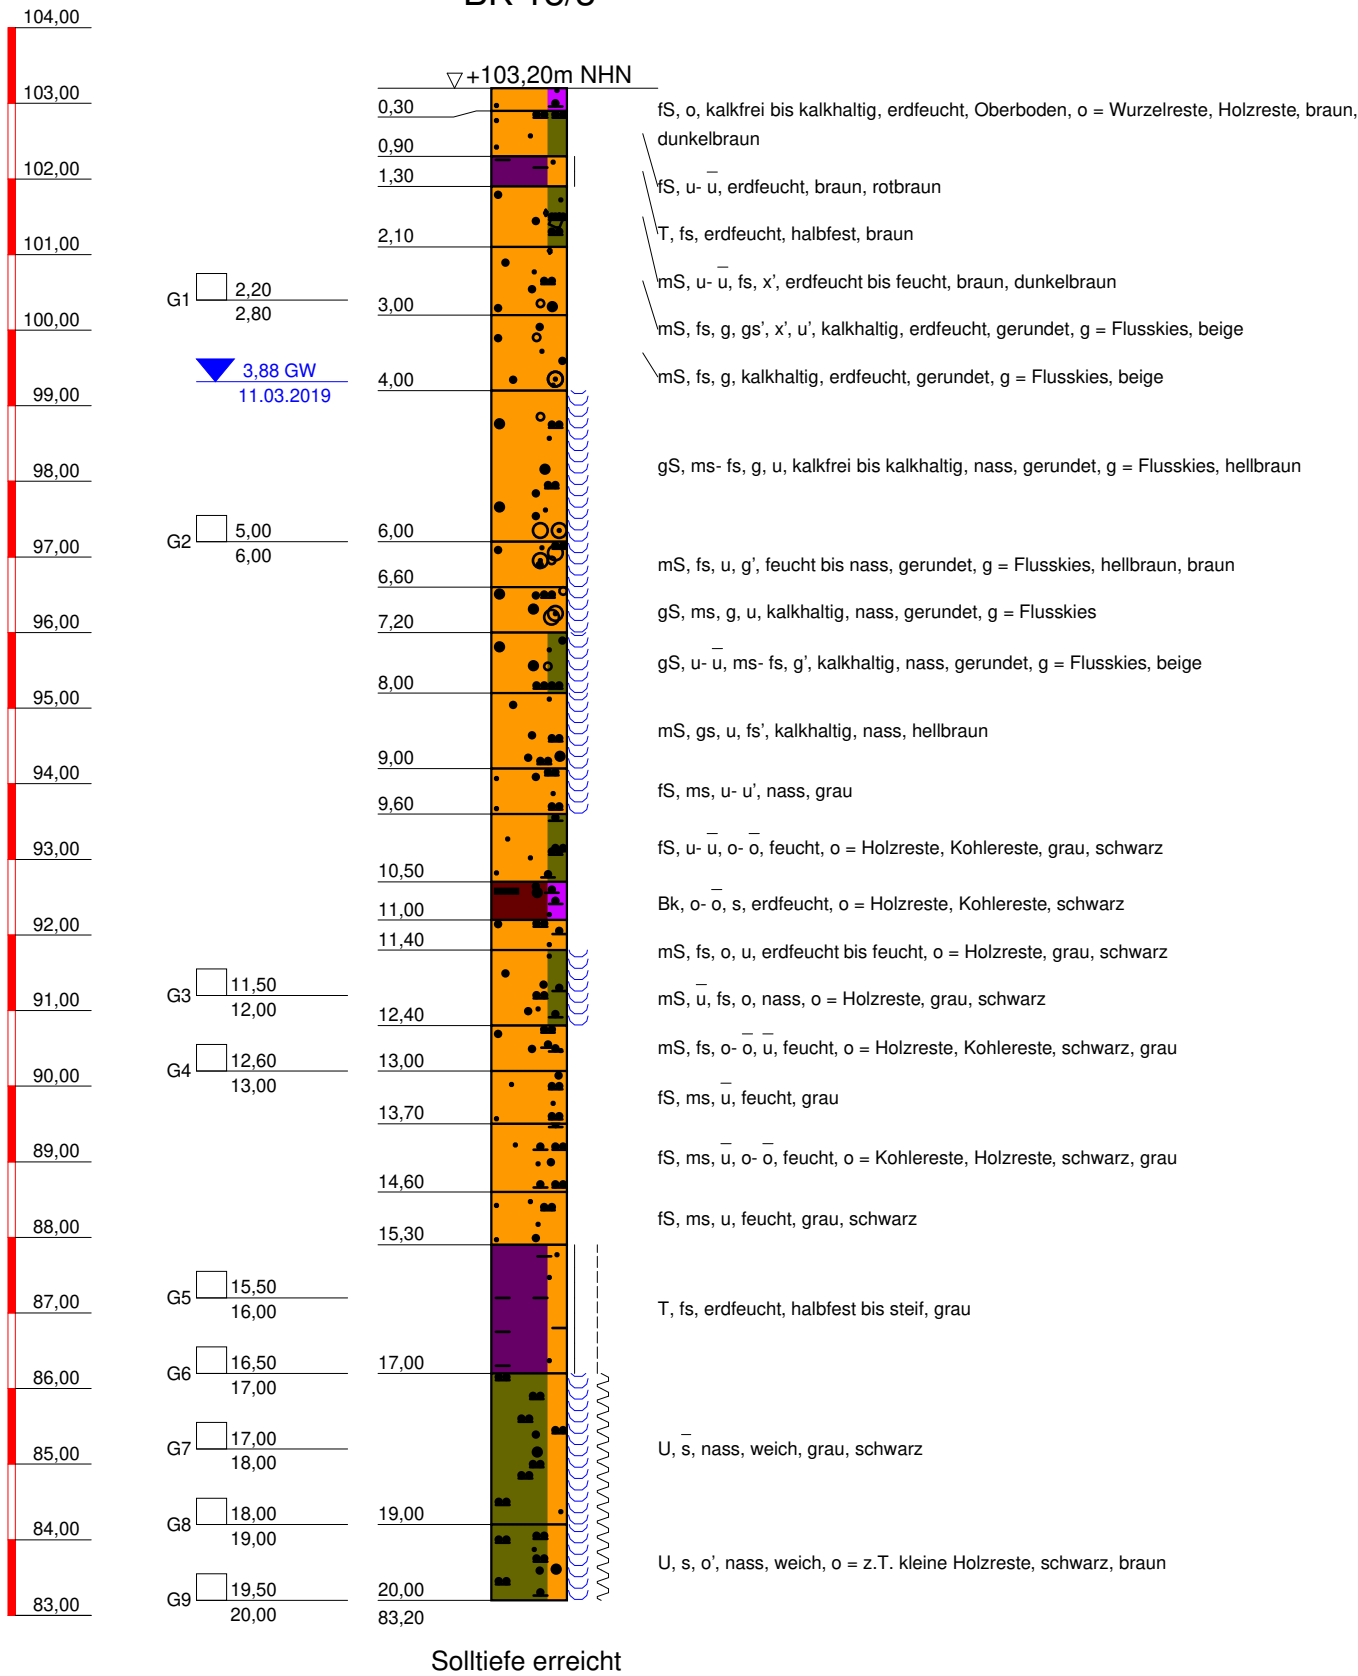 +103,20m NHN
104,00
103,00
102,00
101,00
100,00
99,00
98,00
97,00
96,00
95,00
94,00
93,00
92,00
91,00
90,00
89,00
88,00
87,00
86,00
85,00
84,00
83,00
G1 2,20
2,80
3,88 GW
11.03.2019
G2 5,00
6,00
G3 11,50
12,00
G4 12,60
13,00
G5 15,50
16,00
G6 16,50
17,00
G7 17,00
18,00
G8 18,00
19,00
G9 19,50
20,00
0,30
0,90
1,30
2,10
3,00
4,00
6,00
6,60
7,20
8,00
9,00
9,60
10,50
11,00
11,40
12,40
13,00
13,70
14,60
15,30
17,00
19,00
20,00
83,20
fS, o, kalkfrei bis kalkhaltig, erdfeucht, Oberboden, o = Wurzelreste, Holzreste, braun,
dunkelbraun
fS, u- u̅, erdfeucht, braun, rotbraun
T, fs, erdfeucht, halbfest, braun
mS, u- u̅, fs, x', erdfeucht bis feucht, braun, dunkelbraun
mS, fs, g, gs', x', u', kalkhaltig, erdfeucht, gerundet, g = Flusskies, beige
mS, fs, g, kalkhaltig, erdfeucht, gerundet, g = Flusskies, beige
gS, ms- fs, g, u, kalkfrei bis kalkhaltig, nass, gerundet, g = Flusskies, hellbraun
mS, fs, u, g', feucht bis nass, gerundet, g = Flusskies, hellbraun, braun
gS, ms, g, u, kalkhaltig, nass, gerundet, g = Flusskies
gS, u- u̅, ms- fs, g', kalkhaltig, nass, gerundet, g = Flusskies, beige
mS, gs, u, fs', kalkhaltig, nass, hellbraun
fS, ms, u- u', nass, grau
fS, u- u̅, o- o̅, feucht, o = Holzreste, Kohlereste, grau, schwarz
Bk, o- o̅, s, erdfeucht, o = Holzreste, Kohlereste, schwarz
mS, fs, o, u, erdfeucht bis feucht, o = Holzreste, grau, schwarz
mS, u̅, fs, o, nass, o = Holzreste, grau, schwarz
mS, fs, o- o̅, u̅, feucht, o = Holzreste, Kohlereste, schwarz, grau
fS, ms, u̅, feucht, grau
fS, ms, u̅, o- o̅, feucht, o = Kohlereste, Holzreste, schwarz, grau
fS, ms, u, feucht, grau, schwarz
T, fs, erdfeucht, halbfest bis steif, grau
U, s̅, nass, weich, grau, schwarz
U, s, o', nass, weich, o = z.T. kleine Holzreste, schwarz, braun
Solltiefe erreicht